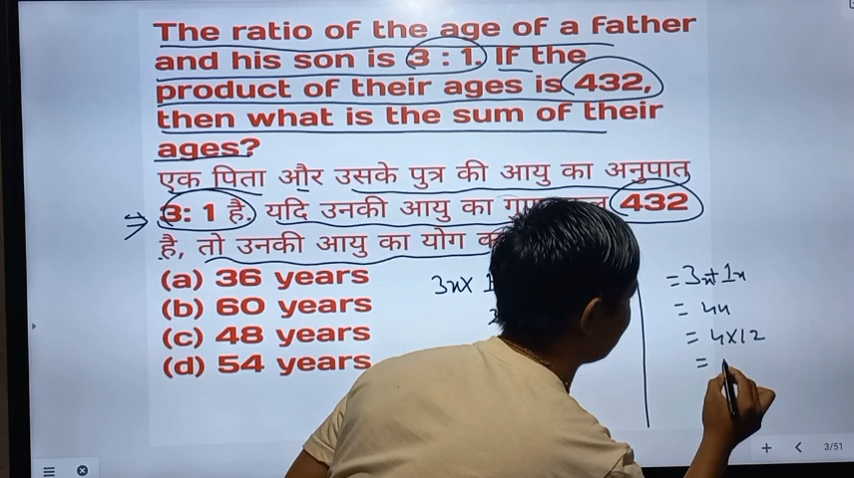 The ratio of the age of a father
and his son is 3 : 1. IF the
product of their ages is 432,
then what is the sum of their
ages?
एक पिता और उसके पुत्र की आयु का अनुपात
3: 1 है. यदि उनकी आयु का 432
है, तो उनकी आयु का योग
(a) 36 years
(b) 60 years
(c) 48 years
(d) 54 years
3x×
=3x+1x
= 4x
= 4×12
=
3/51